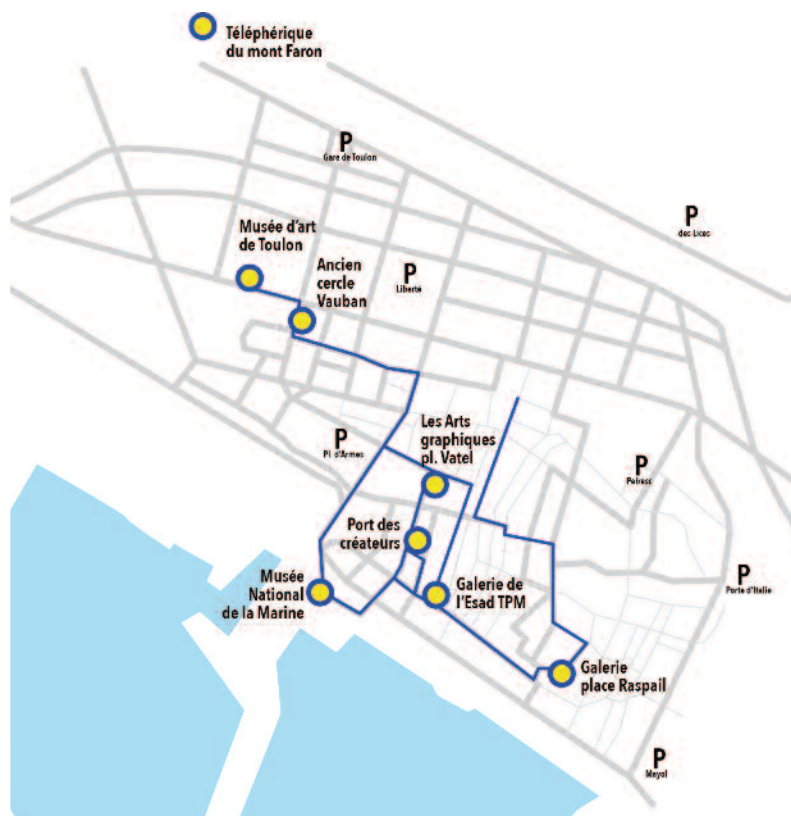 Téléphérique
du mont Faron
P
Gare de Toulon
P
des Lices
Musée d'art
de Toulon
Ancien
cercle
Vauban
P
Liberté
Les Arts
graphiques
pl. Vatel
P
Pl. d'Armes
P
Peiresc
Port des
créateurs
Musée
National
de la Marine
Galerie de
l'Esad TPM
P
Porte d'Italie
Galerie
place Raspail
P
Mayol